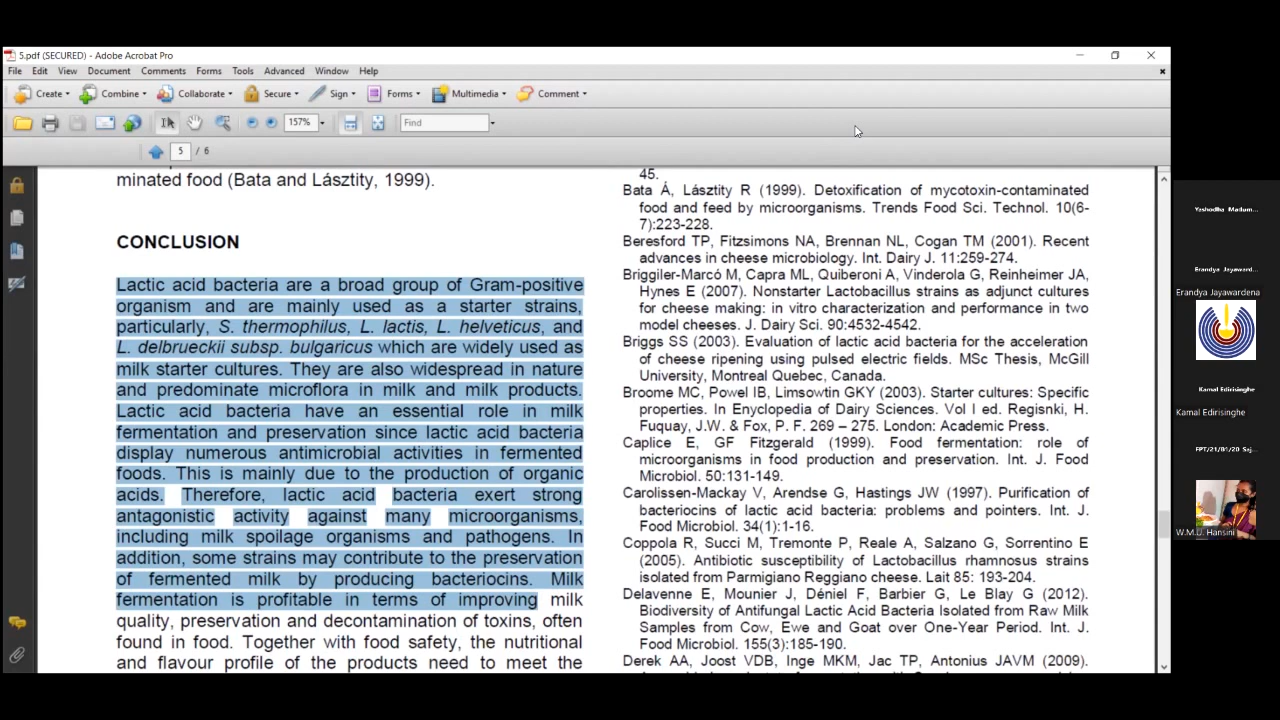 5.pdf (SECURED) - Adobe Acrobat Pro
File Edit View Document Comments Forms Tools Advanced Window Help
Create Combine Collaborate Secure Sign Forms Multimedia Comment
157% Find
5 / 6
minated food (Bata and Lásztity, 1999).
CONCLUSION
Lactic acid bacteria are a broad group of Gram-positive
organism and are mainly used as a starter strains,
particularly, S. thermophilus, L. lactis, L. helveticus, and
L. delbrueckii subsp. bulgaricus which are widely used as
milk starter cultures. They are also widespread in nature
and predominate microflora in milk and milk products.
Lactic acid bacteria have an essential role in milk
fermentation and preservation since lactic acid bacteria
display numerous antimicrobial activities in fermented
foods. This is mainly due to the production of organic
acids. Therefore, lactic acid bacteria exert strong
antagonistic activity against many microorganisms,
including milk spoilage organisms and pathogens. In
addition, some strains may contribute to the preservation
of fermented milk by producing bacteriocins. Milk
fermentation is profitable in terms of improving milk
quality, preservation and decontamination of toxins, often
found in food. Together with food safety, the nutritional
and flavour profile of the products need to meet the
45.
Bata Á, Lásztity R (1999). Detoxification of mycotoxin-contaminated
food and feed by microorganisms. Trends Food Sci. Technol. 10(6-
7):223-228.
Beresford TP, Fitzsimons NA, Brennan NL, Cogan TM (2001). Recent
advances in cheese microbiology. Int. Dairy J. 11:259-274.
Briggiler-Marcó M, Capra ML, Quiberoni A, Vinderola G, Reinheimer JA,
Hynes E (2007). Nonstarter Lactobacillus strains as adjunct cultures
for cheese making: in vitro characterization and performance in two
model cheeses. J. Dairy Sci. 90:4532-4542.
Briggs SS (2003). Evaluation of lactic acid bacteria for the acceleration
of cheese ripening using pulsed electric fields. MSc Thesis, McGill
University, Montreal Quebec, Canada.
Broome MC, Powel IB, Limsowtin GKY (2003). Starter cultures: Specific
properties. In Enyclopedia of Dairy Sciences. Vol I ed. Regisnki, H.
Fuquay, J.W. & Fox, P. F. 269 – 275. London: Academic Press.
Caplice E, GF Fitzgerald (1999). Food fermentation: role of
microorganisms in food production and preservation. Int. J. Food
Microbiol. 50:131-149.
Carolissen-Mackay V, Arendse G, Hastings JW (1997). Purification of
bacteriocins of lactic acid bacteria: problems and pointers. Int. J.
Food Microbiol. 34(1):1-16.
Coppola R, Succi M, Tremonte P, Reale A, Salzano G, Sorrentino E
(2005). Antibiotic susceptibility of Lactobacillus rhamnosus strains
isolated from Parmigiano Reggiano cheese. Lait 85: 193-204.
Delavenne E, Mounier J, Déniel F, Barbier G, Le Blay G (2012).
Biodiversity of Antifungal Lactic Acid Bacteria Isolated from Raw Milk
Samples from Cow, Ewe and Goat over One-Year Period. Int. J.
Food Microbiol. 155(3):185-190.
Derek AA, Joost VDB, Inge MKM, Jac TP, Antonius JAVM (2009).
Yashodha Madum...
Erandya Jayaward...
Erandya Jayawardena
Kamal Edirisinghe
Kamal Edirisinghe
FPT/21/B1/20 Saj...
W.M.U. Hansini